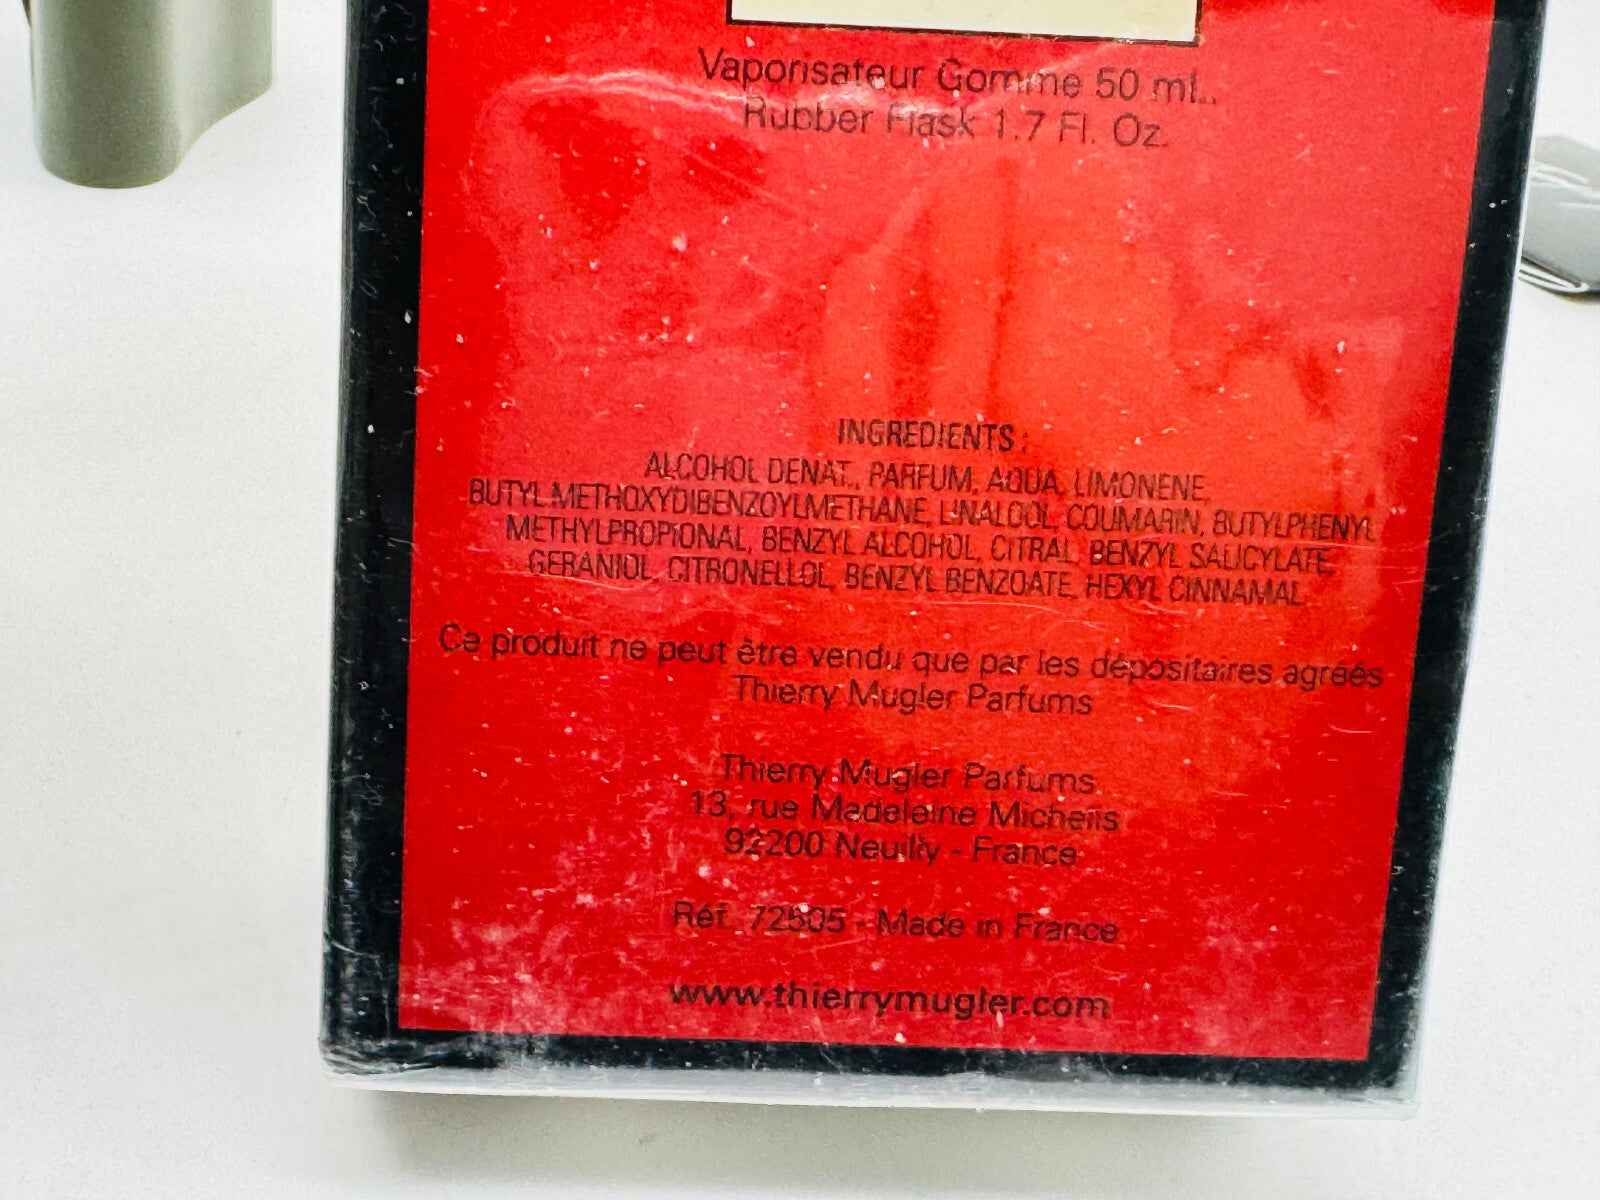 Vaporisateur Gomme 50 ml.
Rubber Flask 1.7 Fl. Oz.
INGREDIENTS :
ALCOHOL DENAT., PARFUM, AQUA, LIMONENE,
BUTYL METHOXYDIBENZOYLMETHANE, LINALOOL, COUMARIN, BUTYLPHENYL
METHYLPROPIONAL, BENZYL ALCOHOL, CITRAL, BENZYL SALICYLATE,
GERANIOL, CITRONELLOL, BENZYL BENZOATE, HEXYL CINNAMAL
Ce produit ne peut être vendu que par les dépositaires agréés
Thierry Mugler Parfums
Thierry Mugler Parfums
13, rue Madeleine Michelis
92200 Neuilly - France
Réf. 72505 - Made in France
www.thierrymugler.com